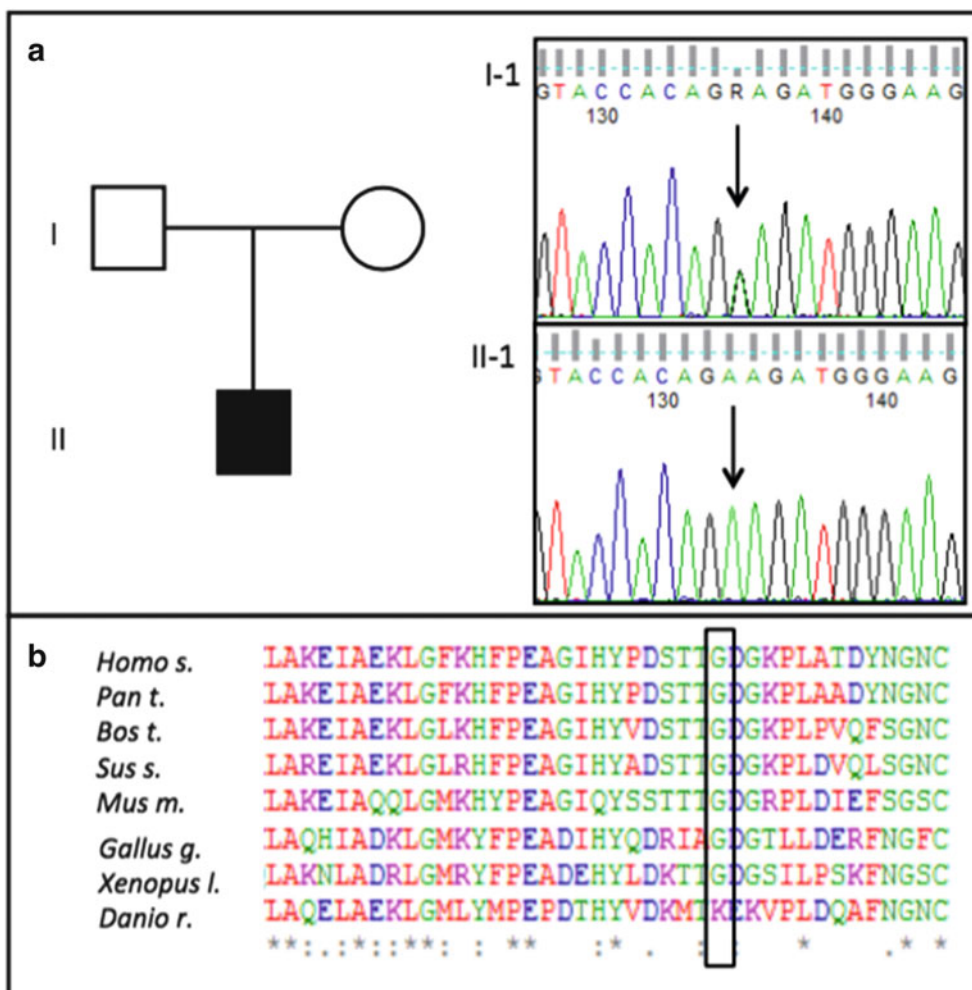 a
I
II
I-1
GTACCACAGRAGATGGGAAG
130 140
II-1
GTACCACAGAAGATGGGAAG
130 140
b
Homo s. LAKEIAEKLGFKHFPEAGIHYPDSTTGDGKPLATDYNGNC
Pan t. LAKEIAEKLGFKHFPEAGIHYPDSTTGDGKPLAADYNGNC
Bos t. LAKEIAEKLGLKHFPEAGIHYVDSTTGDGKPLPVQFSGNC
Sus s. LAREIAEKLGLRHFPEAGIHYADSTTGDGKPLDVQLSGNC
Mus m. LAKEIAQQLGMKHYPEAGIQYSSTTTGDGRPLDIEFSGSC
Gallus g. LAQHIADKLGMKYFPEADIHYQDRIAGDGTLLDERFNGFC
Xenopus l. LAKNLADRLGMRYFPEADEHYLDKTTGDGSILPSKFNGSC
Danio r. LAQELAEKLGMLYMPEPDTHYVDKMTKEKVPLDQAFNGNC
**:.:*::**: : ** :* . : : * .* *